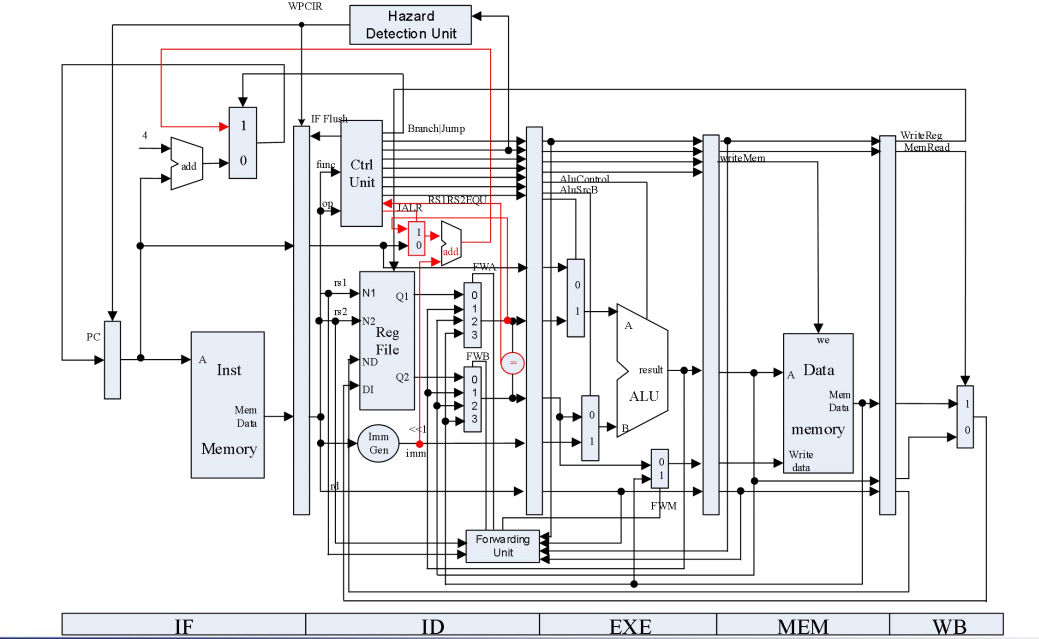 WPCIR
Hazard
Detection Unit
IF Flush
Branch|Jump
4
add
1
0
func
Ctrl
Unit
op
WriteReg
MemRead
writeMem
AluControl
AluSrcB
RS1RS2EQU
JALR
1
0
add
PC
A
Inst
Memory
Mem
Data
rs1
rs2
N1
N2
ND
DI
Q1
Q2
Reg
File
FWA
0
1
2
3
FWB
0
1
2
3
=
Imm
Gen
<<1
imm
rd
0
1
0
1
A
B
result
ALU
0
1
FWM
we
A
Data
memory
Mem
Data
Write
data
1
0
Forwarding
Unit
IF
ID
EXE
MEM
WB